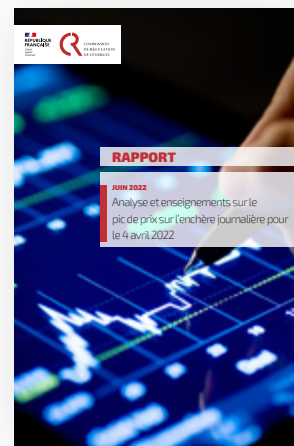 RÉPUBLIQUE
FRANÇAISE
COMMISSION
DE RÉGULATION
DE L'ÉNERGIE
RAPPORT
JUIN 2022
Analyse et enseignements sur le
pic de prix sur l'enchère journalière pour
le 4 avril 2022